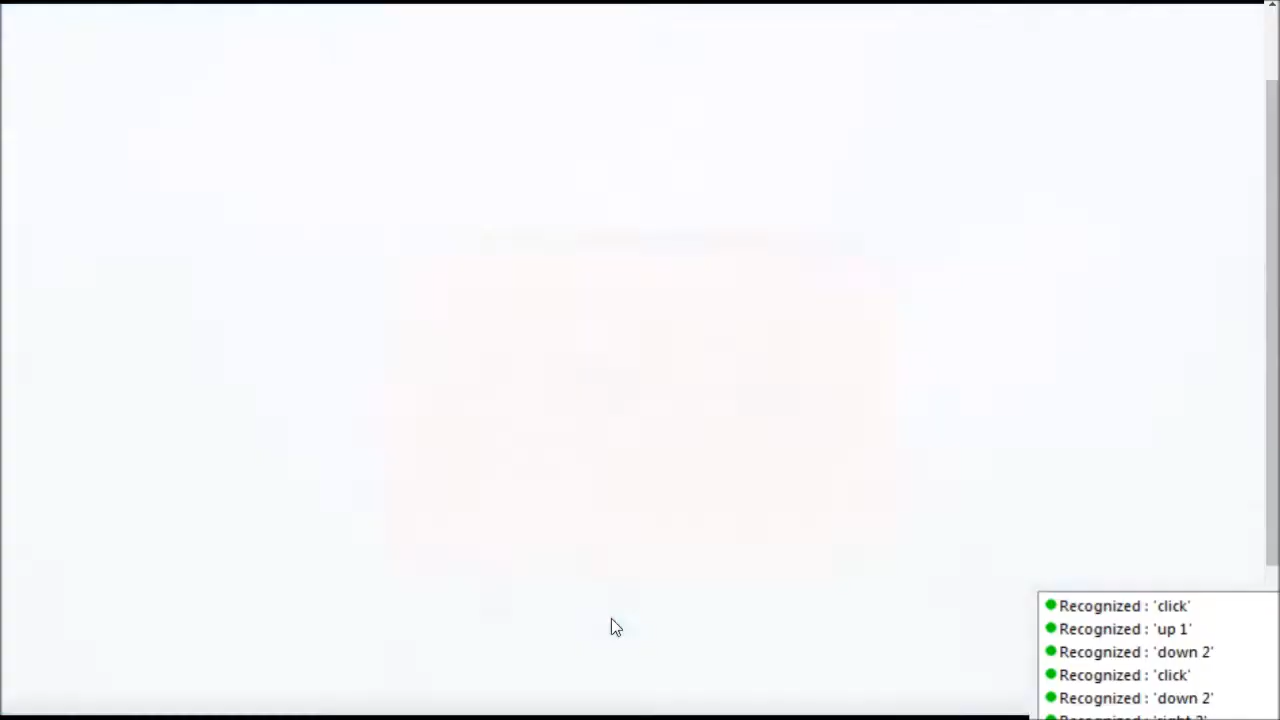 Recognized : 'click'
Recognized : 'up 1'
Recognized : 'down 2'
Recognized : 'click'
Recognized : 'down 2'